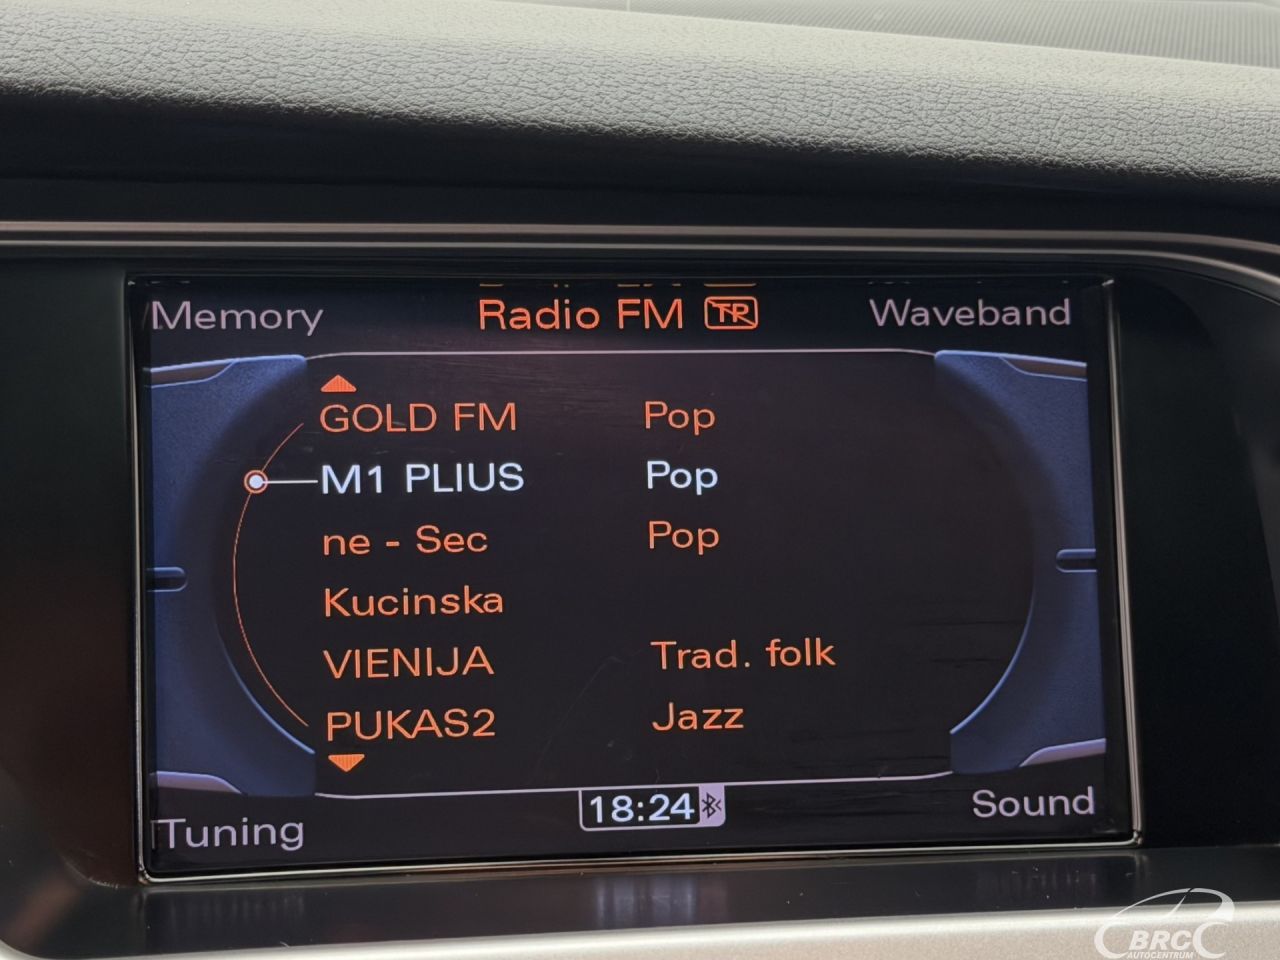 Memory Radio FM TR Waveband
GOLD FM Pop
M1 PLIUS Pop
ne - Sec Pop
Kucinska
VIENIJA Trad. folk
PUKAS2 Jazz
Tuning 18:24 Sound
BRC
AUTOCENTRUM